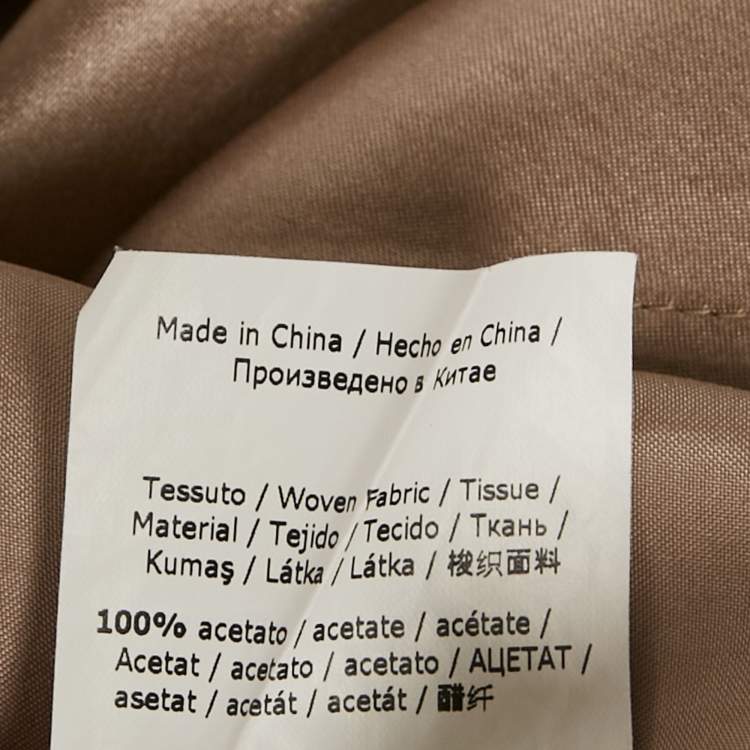 Made in China / Hecho en China /
Произведено в Китае
Tessuto / Woven Fabric / Tissue /
Material / Tejido / Tecido / Ткань /
Kumaş / Látka / Látka / 梭织面料
100% acetato / acetate / acétate /
Acetat / acetato / acetato / АЦЕТАТ /
asetat / acetát / acetát / 醋纤